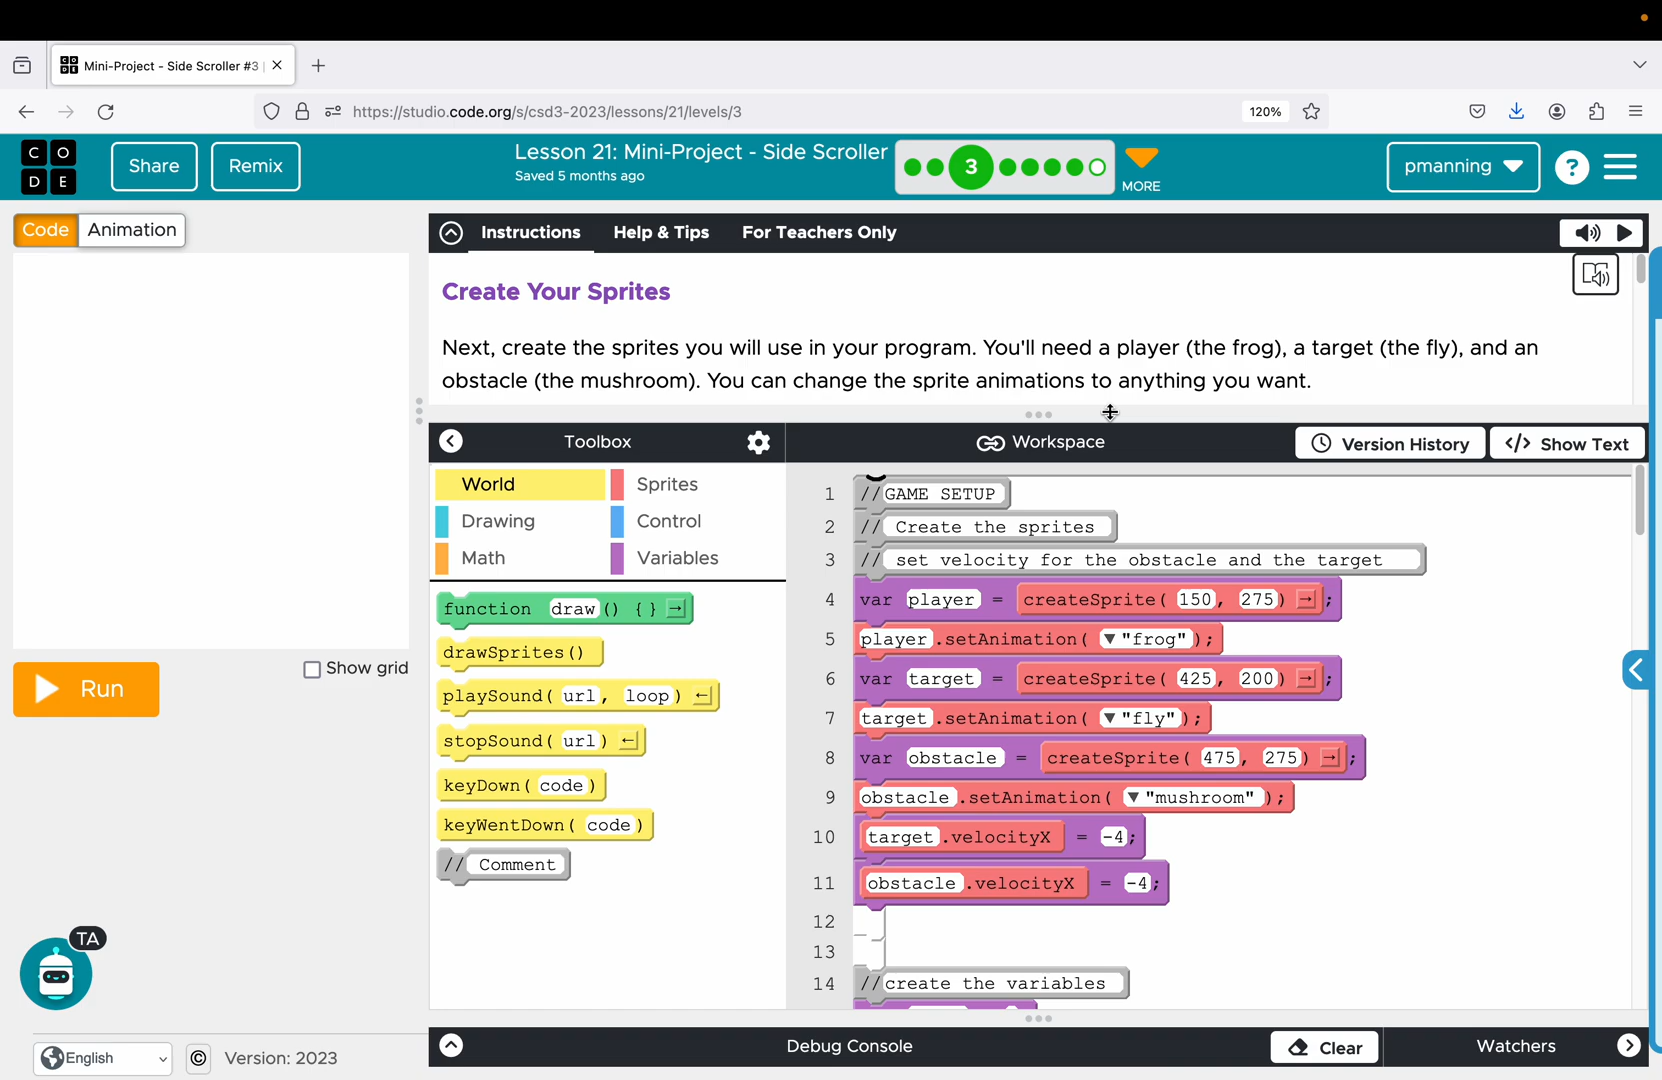 Mini-Project - Side Scroller #3
https://studio.code.org/s/csd3-2023/lessons/21/levels/3
120%
C O
D E
Share
Remix
Lesson 21: Mini-Project - Side Scroller
Saved 5 months ago
3
MORE
pmanning
?
Code
Animation
Instructions
Help & Tips
For Teachers Only
Create Your Sprites
Next, create the sprites you will use in your program. You'll need a player (the frog), a target (the fly), and an
obstacle (the mushroom). You can change the sprite animations to anything you want.
Toolbox
Workspace
Version History
</> Show Text
World
Sprites
Drawing
Control
Math
Variables
function draw() { } →
drawSprites()
playSound( url, loop) ←
stopSound( url) ←
keyDown( code)
keyWentDown( code)
// Comment
1 //GAME SETUP
2 // Create the sprites
3 // set velocity for the obstacle and the target
4 var player = createSprite( 150, 275) → ;
5 player.setAnimation( ▼ "frog");
6 var target = createSprite( 425, 200) → ;
7 target.setAnimation( ▼ "fly");
8 var obstacle = createSprite( 475, 275) → ;
9 obstacle.setAnimation( ▼ "mushroom");
10 target.velocityX = -4;
11 obstacle.velocityX = -4;
12
13
14 //create the variables
Run
Show grid
TA
English
©
Version: 2023
Debug Console
Clear
Watchers